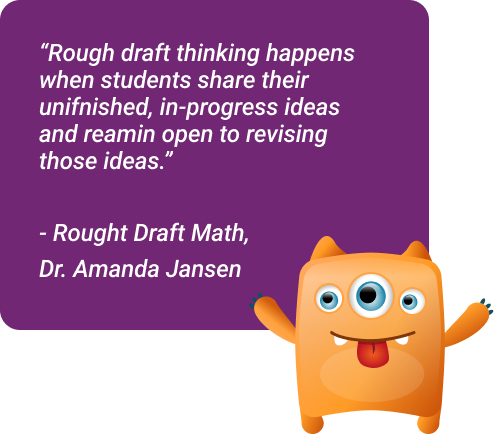 “Rough draft thinking happens
when students share their
unifnished, in-progress ideas
and reamin open to revising
those ideas.”
- Rought Draft Math,
Dr. Amanda Jansen